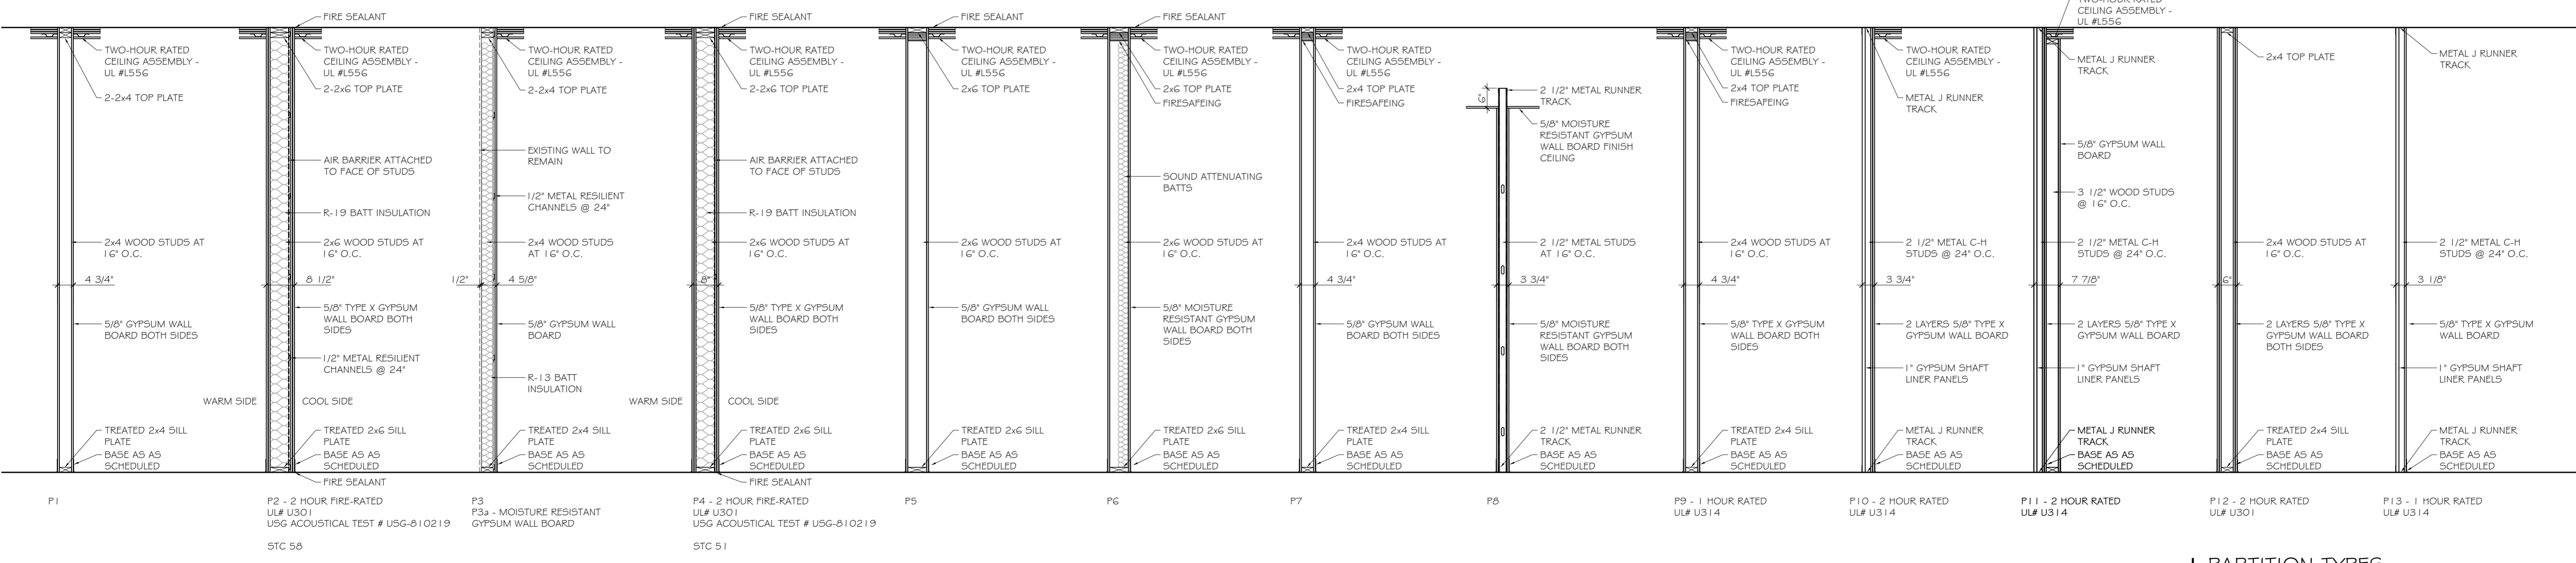 FIRE SEALANT
TWO-HOUR RATED
CEILING ASSEMBLY -
UL #L556
2-2x4 TOP PLATE
2x4 WOOD STUDS AT
16" O.C.
4 3/4"
5/8" GYPSUM WALL
BOARD BOTH SIDES
TREATED 2x4 SILL
PLATE
BASE AS AS
SCHEDULED
P1
TWO-HOUR RATED
CEILING ASSEMBLY -
UL #L556
2-2x6 TOP PLATE
AIR BARRIER ATTACHED
TO FACE OF STUDS
R-19 BATT INSULATION
2x6 WOOD STUDS AT
16" O.C.
8 1/2"
5/8" TYPE X GYPSUM
WALL BOARD BOTH
SIDES
1/2" METAL RESILIENT
CHANNELS @ 24"
WARM SIDE
COOL SIDE
TREATED 2x6 SILL
PLATE
BASE AS AS
SCHEDULED
FIRE SEALANT
P2 - 2 HOUR FIRE-RATED
UL# U301
USG ACOUSTICAL TEST # USG-810219
STC 58
TWO-HOUR RATED
CEILING ASSEMBLY -
UL #L556
2-2x4 TOP PLATE
EXISTING WALL TO
REMAIN
1/2" METAL RESILIENT
CHANNELS @ 24"
2x4 WOOD STUDS
AT 16" O.C.
1/2"
4 5/8"
5/8" GYPSUM WALL
BOARD
R-13 BATT
INSULATION
TREATED 2x4 SILL
PLATE
BASE AS AS
SCHEDULED
P3
P3a - MOISTURE RESISTANT
GYPSUM WALL BOARD
FIRE SEALANT
TWO-HOUR RATED
CEILING ASSEMBLY -
UL #L556
2-2x6 TOP PLATE
AIR BARRIER ATTACHED
TO FACE OF STUDS
R-19 BATT INSULATION
2x6 WOOD STUDS AT
16" O.C.
8"
5/8" TYPE X GYPSUM
WALL BOARD BOTH
SIDES
WARM SIDE
COOL SIDE
TREATED 2x6 SILL
PLATE
BASE AS AS
SCHEDULED
FIRE SEALANT
P4 - 2 HOUR FIRE-RATED
UL# U301
USG ACOUSTICAL TEST # USG-810219
STC 51
FIRE SEALANT
TWO-HOUR RATED
CEILING ASSEMBLY -
UL #L556
2x6 TOP PLATE
2x6 WOOD STUDS AT
16" O.C.
5/8" GYPSUM WALL
BOARD BOTH SIDES
TREATED 2x6 SILL
PLATE
BASE AS AS
SCHEDULED
P5
FIRE SEALANT
TWO-HOUR RATED
CEILING ASSEMBLY -
UL #L556
2x6 TOP PLATE
FIRESAFEING
SOUND ATTENUATING
BATTS
2x6 WOOD STUDS AT
16" O.C.
5/8" MOISTURE
RESISTANT GYPSUM
WALL BOARD BOTH
SIDES
TREATED 2x6 SILL
PLATE
BASE AS AS
SCHEDULED
P6
TWO-HOUR RATED
CEILING ASSEMBLY -
UL #L556
2x4 TOP PLATE
FIRESAFEING
2x4 WOOD STUDS AT
16" O.C.
4 3/4"
5/8" GYPSUM WALL
BOARD BOTH SIDES
TREATED 2x4 SILL
PLATE
BASE AS AS
SCHEDULED
P7
6"
2 1/2" METAL RUNNER
TRACK
5/8" MOISTURE
RESISTANT GYPSUM
WALL BOARD FINISH
CEILING
2 1/2" METAL STUDS
AT 16" O.C.
3 3/4"
5/8" MOISTURE
RESISTANT GYPSUM
WALL BOARD BOTH
SIDES
2 1/2" METAL RUNNER
TRACK
BASE AS AS
SCHEDULED
P8
TWO-HOUR RATED
CEILING ASSEMBLY -
UL #L556
2x4 TOP PLATE
FIRESAFEING
2x4 WOOD STUDS AT
16" O.C.
4 3/4"
5/8" TYPE X GYPSUM
WALL BOARD BOTH
SIDES
TREATED 2x4 SILL
PLATE
BASE AS AS
SCHEDULED
P9 - 1 HOUR RATED
UL# U314
TWO-HOUR RATED
CEILING ASSEMBLY -
UL #L556
METAL J RUNNER
TRACK
2 1/2" METAL C-H
STUDS @ 24" O.C.
3 3/4"
2 LAYERS 5/8" TYPE X
GYPSUM WALL BOARD
1" GYPSUM SHAFT
LINER PANELS
METAL J RUNNER
TRACK
BASE AS AS
SCHEDULED
P10 - 2 HOUR RATED
UL# U314
TWO-HOUR RATED
CEILING ASSEMBLY -
UL #L556
METAL J RUNNER
TRACK
5/8" GYPSUM WALL
BOARD
3 1/2" WOOD STUDS
@ 16" O.C.
2 1/2" METAL C-H
STUDS @ 24" O.C.
7 7/8"
2 LAYERS 5/8" TYPE X
GYPSUM WALL BOARD
1" GYPSUM SHAFT
LINER PANELS
METAL J RUNNER
TRACK
BASE AS AS
SCHEDULED
P11 - 2 HOUR RATED
UL# U314
2x4 TOP PLATE
2x4 WOOD STUDS AT
16" O.C.
6"
2 LAYERS 5/8" TYPE X
GYPSUM WALL BOARD
BOTH SIDES
TREATED 2x4 SILL
PLATE
BASE AS AS
SCHEDULED
P12 - 2 HOUR RATED
UL# U301
METAL J RUNNER
TRACK
2 1/2" METAL C-H
STUDS @ 24" O.C.
3 1/8"
5/8" TYPE X GYPSUM
WALL BOARD
1" GYPSUM SHAFT
LINER PANELS
METAL J RUNNER
TRACK
BASE AS AS
SCHEDULED
P13 - 1 HOUR RATED
UL# U314
PARTITION TYPES